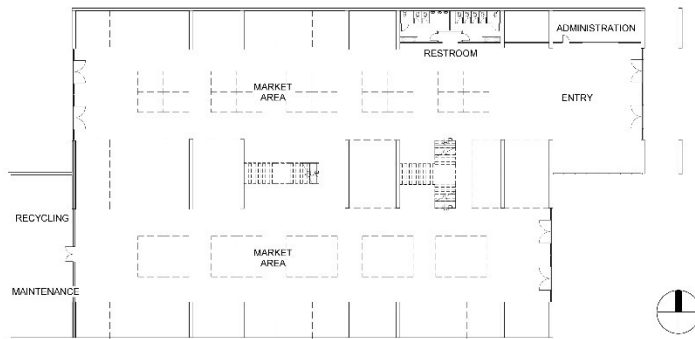 ADMINISTRATION
RESTROOM
MARKET
AREA
ENTRY
RECYCLING
MARKET
AREA
MAINTENANCE